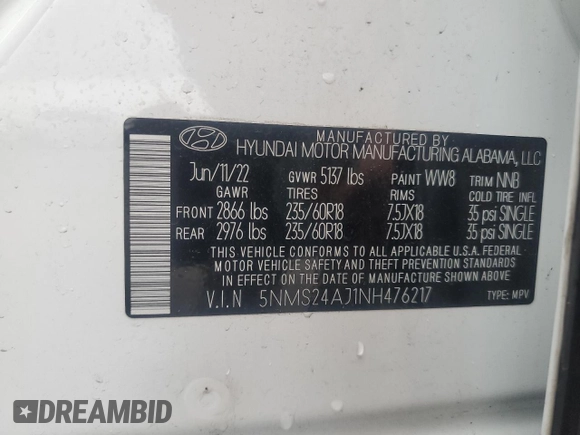 MANUFACTURED BY
HYUNDAI MOTOR MANUFACTURING ALABAMA, LLC
Jun/11/22 GVWR 5137 lbs PAINT WW8 TRIM NNB
GAWR TIRES RIMS COLD TIRE INFL
FRONT 2866 lbs 235/60R18 7.5JX18 35 psi SINGLE
REAR 2976 lbs 235/60R18 7.5JX18 35 psi SINGLE
THIS VEHICLE CONFORMS TO ALL APPLICABLE U.S.A. FEDERAL
MOTOR VEHICLE SAFETY AND THEFT PREVENTION STANDARDS
IN EFFECT ON THE DATE OF MANUFACTURE SHOWN ABOVE.
V.I.N 5NMS24AJ1NH476217 TYPE: MPV
DREAMBID